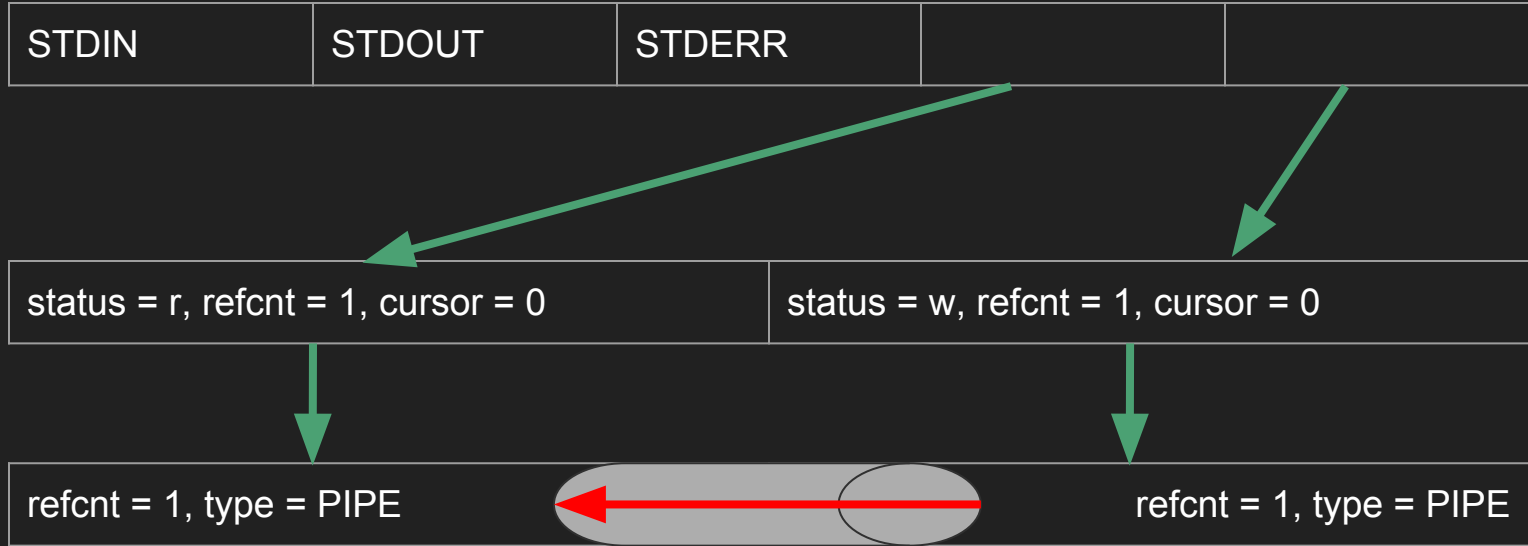 STDIN STDOUT STDERR
status = r, refcnt = 1, cursor = 0 status = w, refcnt = 1, cursor = 0
refcnt = 1, type = PIPE refcnt = 1, type = PIPE